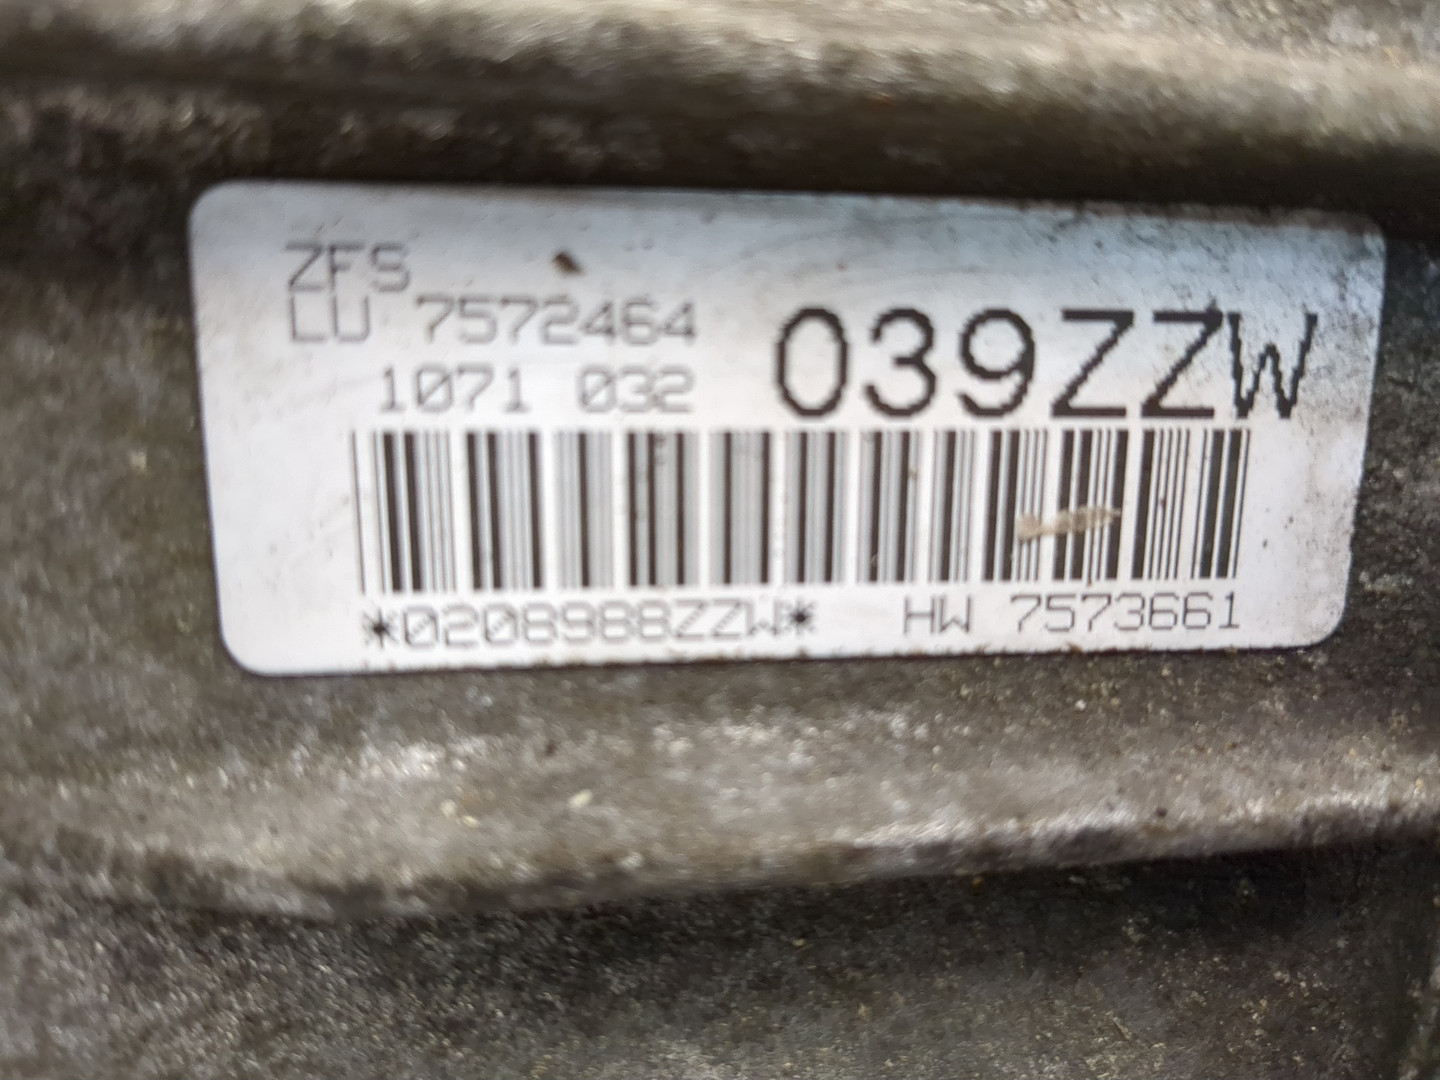 ZFS
LU 7572464
1071 032
039ZZW
*0208988ZZW* HW 7573661